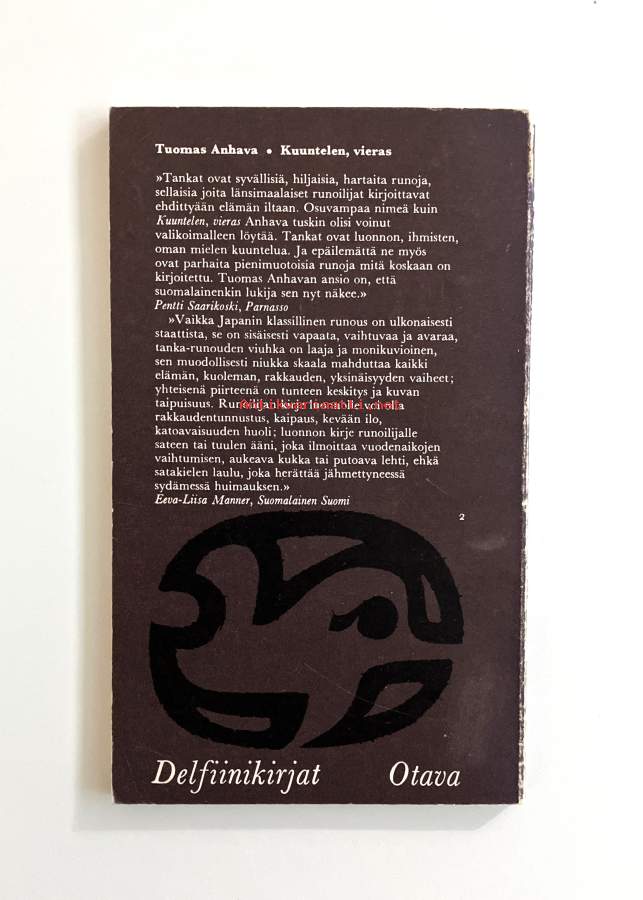 Tuomas Anhava • Kuuntelen, vieras
»Tankat ovat syvällisiä, hiljaisia, hartaita runoja,
sellaisia joita länsimaalaiset runoilijat kirjoittavat
ehdittyään elämän iltaan. Osuvampaa nimeä kuin
Kuuntelen, vieras Anhava tuskin olisi voinut
valikoimalleen löytää. Tankat ovat luonnon, ihmisten,
oman mielen kuuntelua. Ja epäilemättä ne myös
ovat parhaita pienimuotoisia runoja mitä koskaan on
kirjoitettu. Tuomas Anhavan ansio on, että
suomalainenkin lukija sen nyt näkee.»
Pentti Saarikoski, Parnasso
»Vaikka Japanin klassillinen runous on ulkonaisesti
staattista, se on sisäisesti vapaata, vaihtuvaa ja avaraa,
tanka-runouden viuhka on laaja ja monikuvioinen,
sen muodollisesti niukka skaala mahduttaa kaikki
elämän, kuoleman, rakkauden, yksinäisyyden vaiheet;
yhteisenä piirteenä on tunteen keskitys ja kuvan
taipuisuus. Runoilijan kirje luonnolle voi olla
rakkaudentunnustus, kaipaus, kevään ilo,
katoavaisuuden huoli; luonnon kirje runoilijalle
sateen tai tuulen ääni, joka ilmoittaa vuodenaikojen
vaihtumisen, aukeava kukka tai putoava lehti, ehkä
satakielen laulu, joka herättää jähmettyneessä
sydämessä huimauksen.»
Eeva-Liisa Manner, Suomalainen Suomi
2
Delfiinikirjat Otava